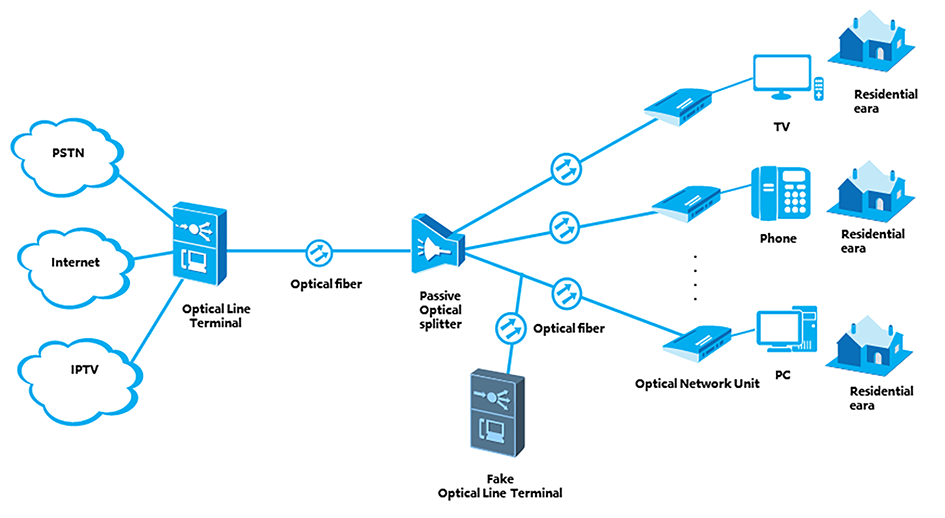 PSTN
Internet
IPTV
Optical Line
Terminal
Optical fiber
Passive
Optical
splitter
Optical fiber
Fake
Optical Line Terminal
Optical Network Unit
TV
Phone
PC
Residential
eara
Residential
eara
Residential
eara